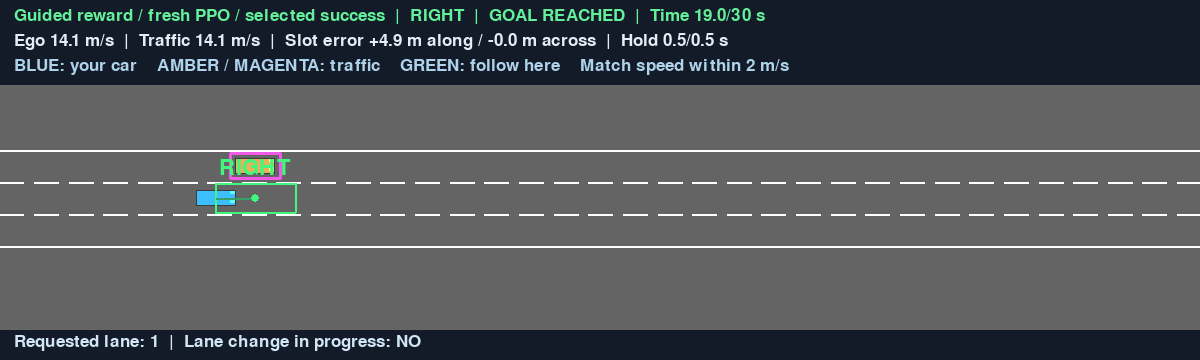 Guided reward / fresh PPO / selected success | RIGHT | GOAL REACHED | Time 19.0/30 s
Ego 14.1 m/s | Traffic 14.1 m/s | Slot error +4.9 m along / -0.0 m across | Hold 0.5/0.5 s
BLUE: your car AMBER / MAGENTA: traffic GREEN: follow here Match speed within 2 m/s
RIGHT
Requested lane: 1 | Lane change in progress: NO